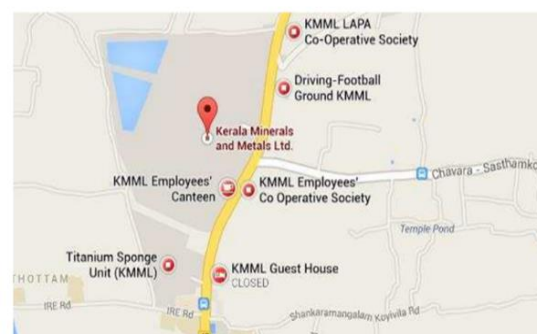 KMML LAPA
Co-Operative Society
Driving-Football
Ground KMML
Kerala Minerals
and Metals Ltd.
Chavara - Sasthamko
KMML Employees'
Canteen
KMML Employees'
Co Operative Society
Temple Pond
Titanium Sponge
Unit (KMML)
KMML Guest House
CLOSED
THOTTAM
IRE Rd
IRE Rd
Shankaramangalam Koyivila Rd